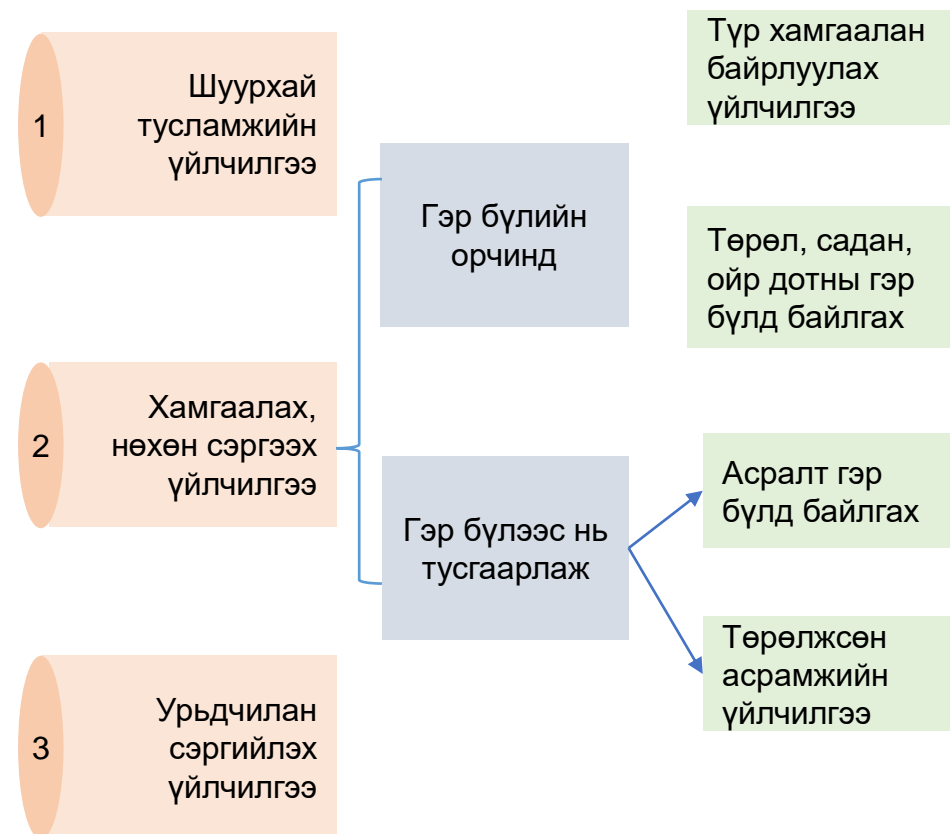 1
Шуурхай
тусламжийн
үйлчилгээ
2
Хамгаалах,
нөхөн сэргээх
үйлчилгээ
3
Урьдчилан
сэргийлэх
үйлчилгээ
Гэр бүлийн
орчинд
Гэр бүлээс нь
тусгаарлаж
Түр хамгаалан
байрлуулах
үйлчилгээ
Төрөл, садан,
ойр дотны гэр
бүлд байлгах
Асралт гэр
бүлд байлгах
Төрөлжсөн
асрамжийн
үйлчилгээ